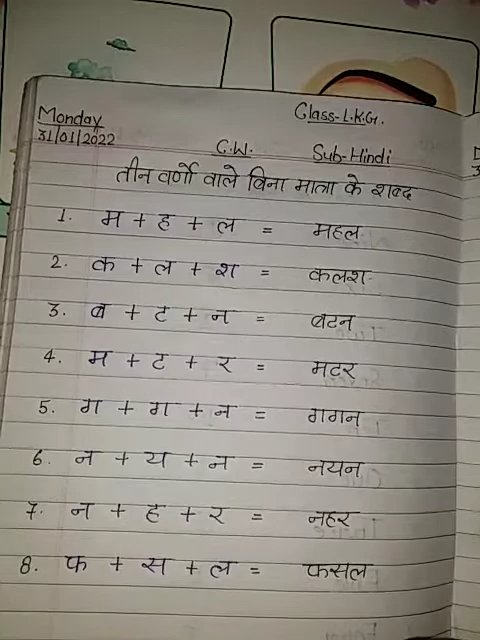 Class-L.K.G.
Monday
31/01/2022
C.W. Sub-Hindi
तीन वर्णो वाले बिना मात्रा के शब्द
1. म + ह + ल = महल
2. क + ल + श = कलश
3. ब + ट + न = बटन
4. म + ट + र = मटर
5. ग + ग + न = गगन
6. न + य + न = नयन
7. न + ह + र = नहर
8. फ + स + ल = फसल